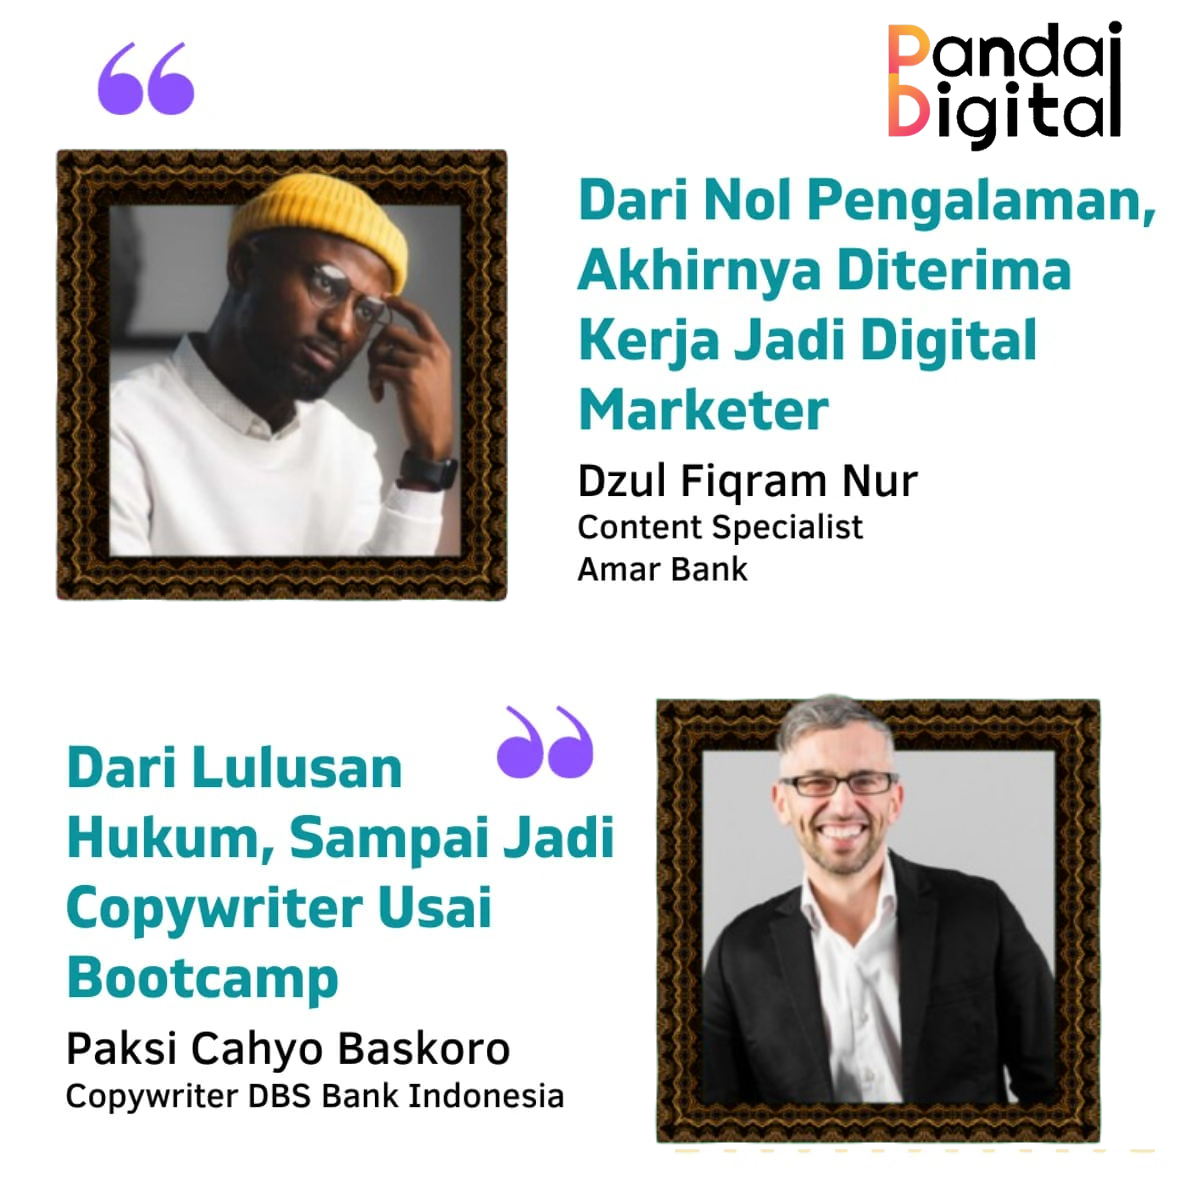 Pandai
Digital
Dari Nol Pengalaman,
Akhirnya Diterima
Kerja Jadi Digital
Marketer
Dzul Fiqram Nur
Content Specialist
Amar Bank
Dari Lulusan
Hukum, Sampai Jadi
Copywriter Usai
Bootcamp
Paksi Cahyo Baskoro
Copywriter DBS Bank Indonesia